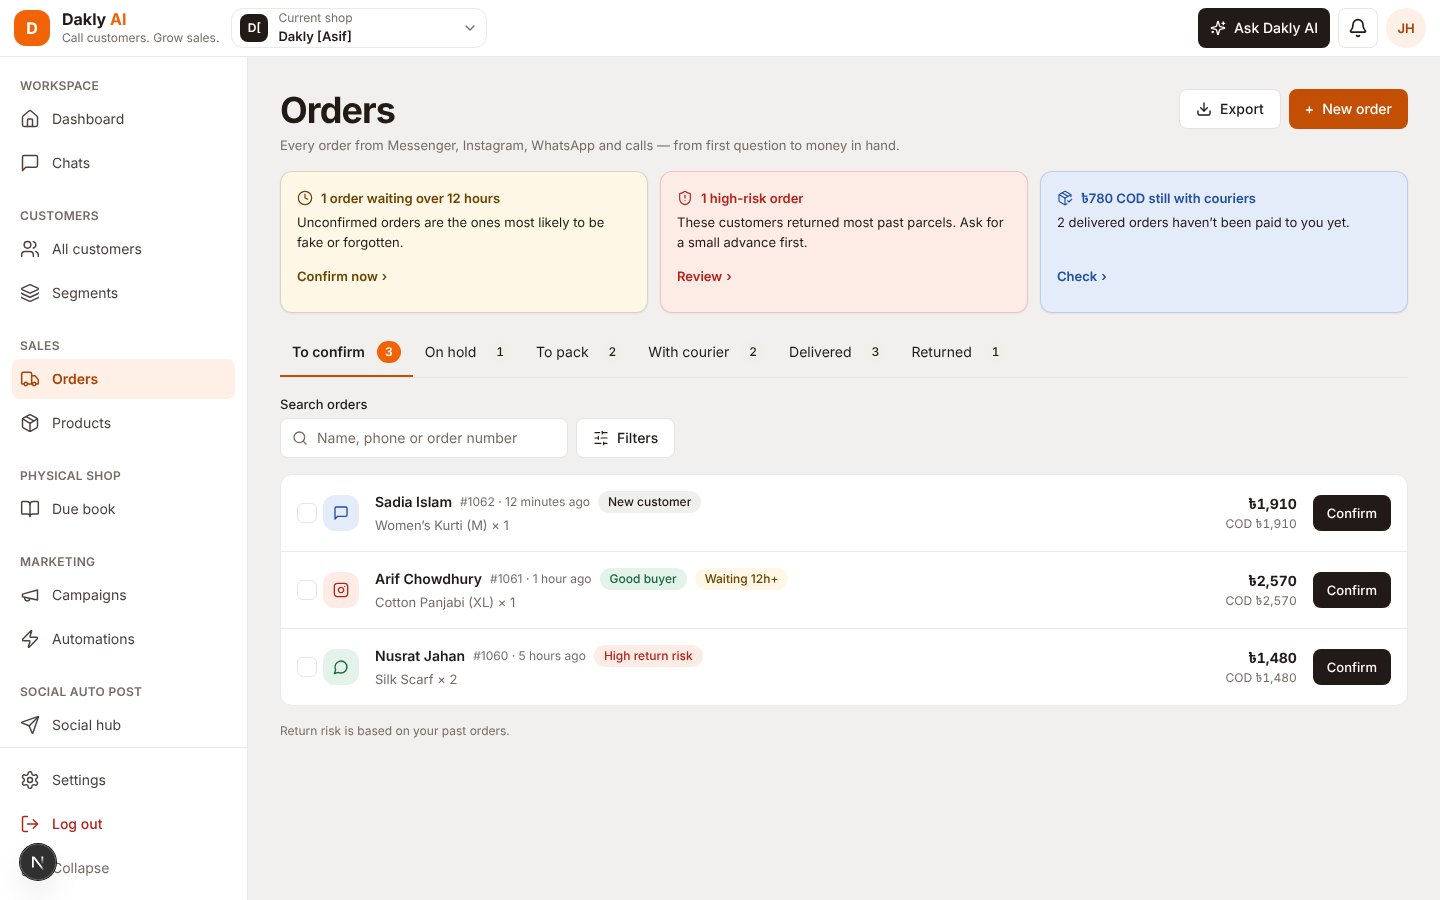 D
Dakly AI
Call customers. Grow sales.
D[
Current shop
Dakly [Asif]
Ask Dakly AI
JH
WORKSPACE
Dashboard
Chats
CUSTOMERS
All customers
Segments
SALES
Orders
Products
PHYSICAL SHOP
Due book
MARKETING
Campaigns
Automations
SOCIAL AUTO POST
Social hub
Settings
Log out
N
Collapse
Orders
Export
+ New order
Every order from Messenger, Instagram, WhatsApp and calls — from first question to money in hand.
1 order waiting over 12 hours
Unconfirmed orders are the ones most likely to be
fake or forgotten.
Confirm now ›
1 high-risk order
These customers returned most past parcels. Ask for
a small advance first.
Review ›
৳780 COD still with couriers
2 delivered orders haven’t been paid to you yet.
Check ›
To confirm 3 On hold 1 To pack 2 With courier 2 Delivered 3 Returned 1
Search orders
Name, phone or order number
Filters
Sadia Islam #1062 · 12 minutes ago New customer
Women’s Kurti (M) × 1
৳1,910
COD ৳1,910
Confirm
Arif Chowdhury #1061 · 1 hour ago Good buyer Waiting 12h+
Cotton Panjabi (XL) × 1
৳2,570
COD ৳2,570
Confirm
Nusrat Jahan #1060 · 5 hours ago High return risk
Silk Scarf × 2
৳1,480
COD ৳1,480
Confirm
Return risk is based on your past orders.